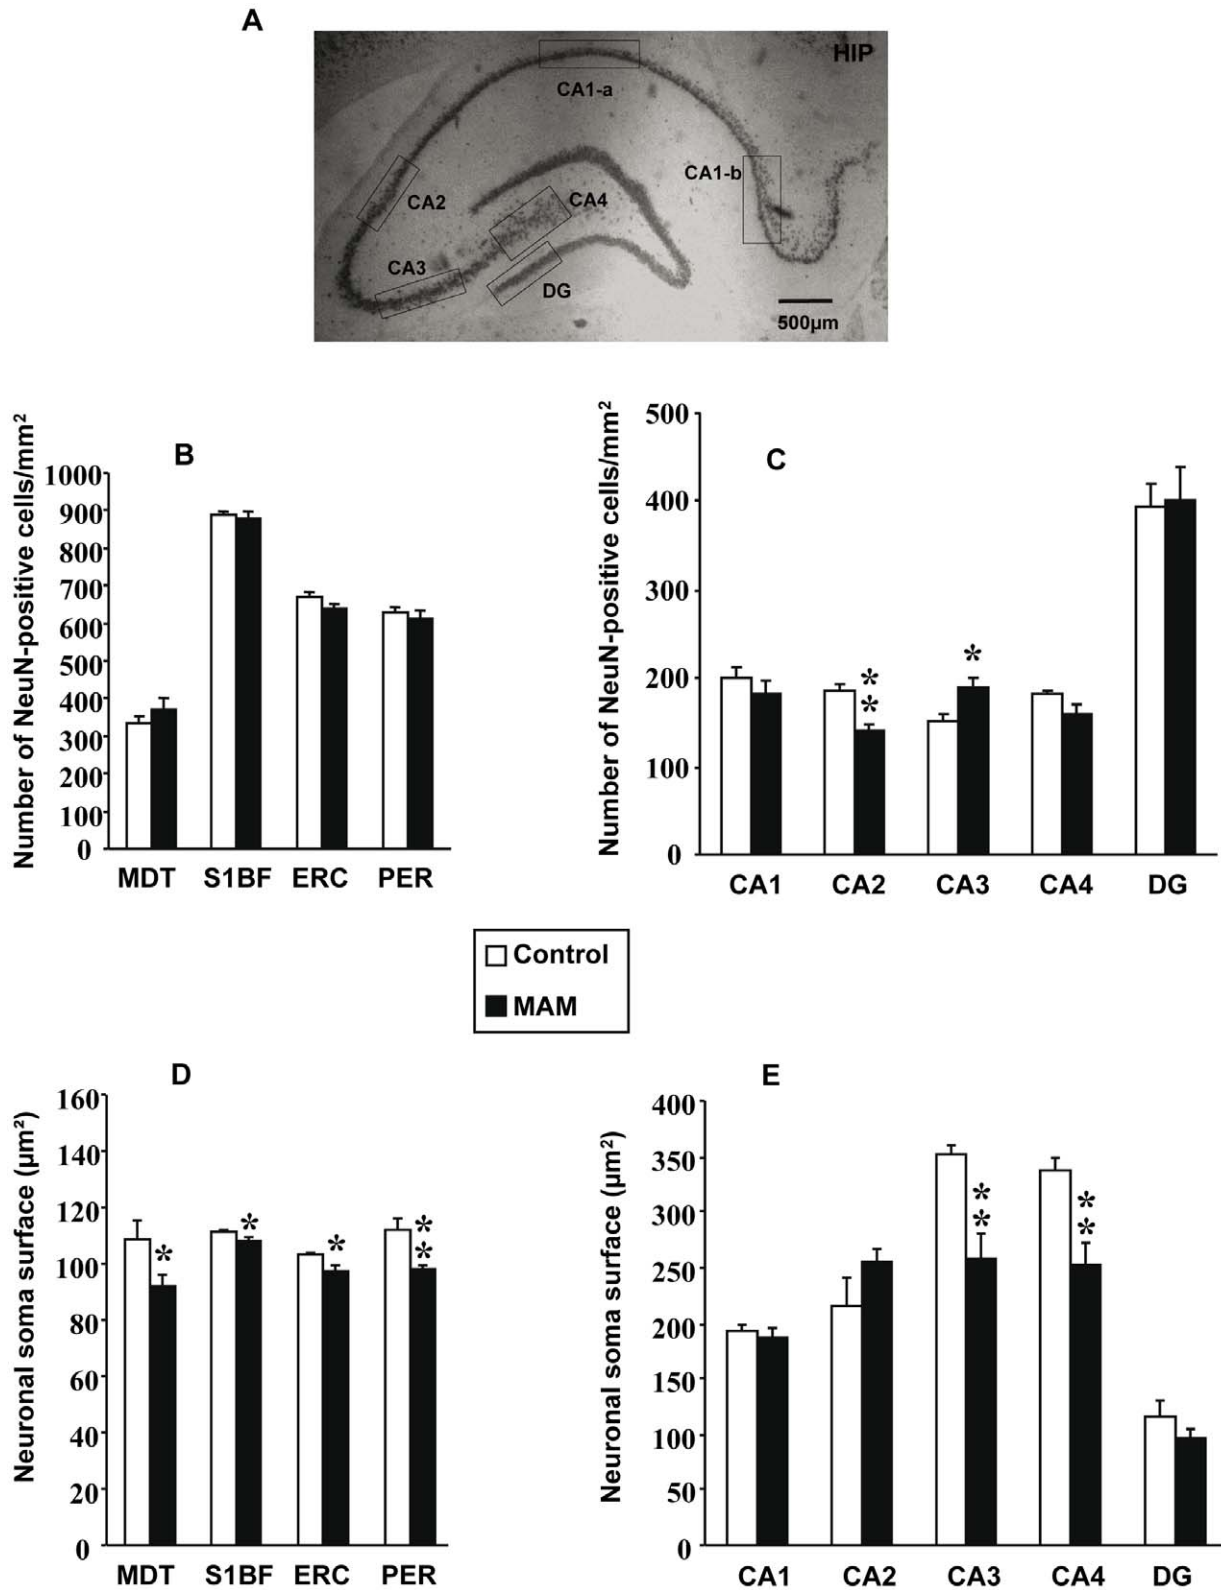 A
HIP
CA1-a
CA1-b
CA2
CA4
CA3
DG
500µm
B
Number of NeuN-positive cells/mm²
1000
900
800
700
600
500
400
300
200
100
0
MDT S1BF ERC PER
C
Number of NeuN-positive cells/mm²
500
400
300
200
100
0
*
*
*
CA1 CA2 CA3 CA4 DG
Control
MAM
D
Neuronal soma surface (µm²)
160
140
120
100
80
60
40
20
0
* * * *
*
MDT S1BF ERC PER
E
Neuronal soma surface (µm²)
400
350
300
250
200
150
100
50
0
* *
* *
CA1 CA2 CA3 CA4 DG